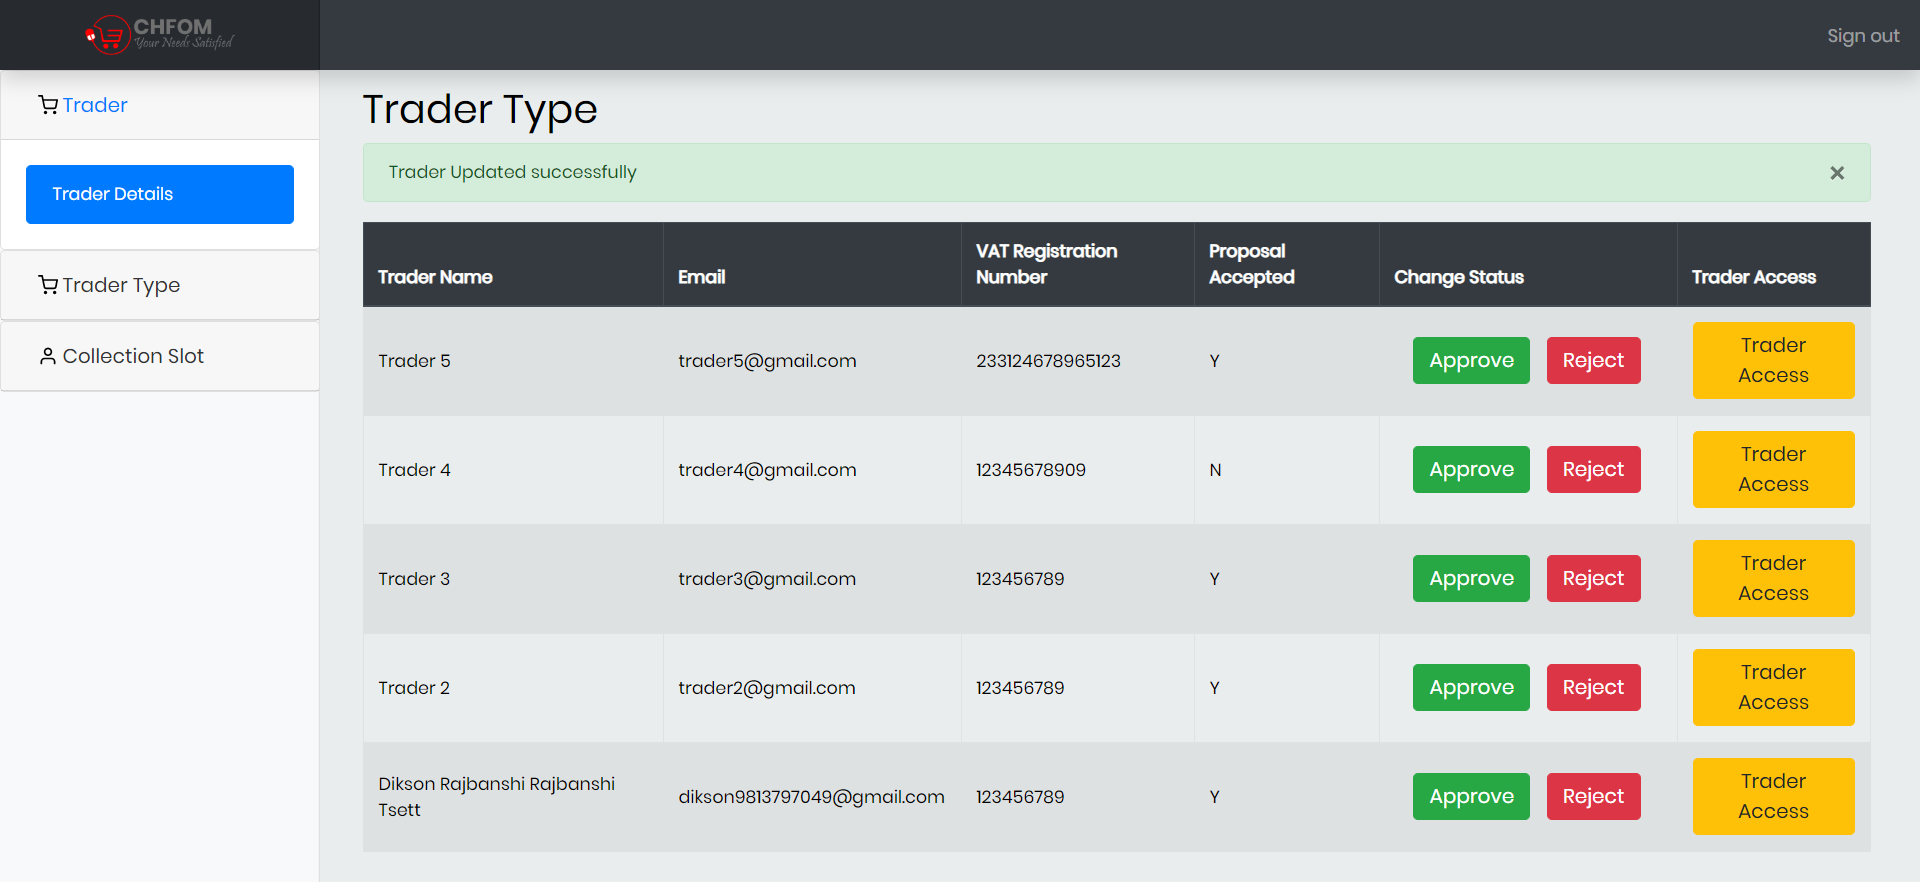 CHFOM
Your Needs Satisfied
Sign out
Trader
Trader Details
Trader Type
Collection Slot
Trader Type
Trader Updated successfully
×
Trader Name
Email
VAT Registration
Number
Proposal
Accepted
Change Status
Trader Access
Trader 5
trader5@gmail.com
233124678965123
Y
Approve
Reject
Trader
Access
Trader 4
trader4@gmail.com
12345678909
N
Approve
Reject
Trader
Access
Trader 3
trader3@gmail.com
123456789
Y
Approve
Reject
Trader
Access
Trader 2
trader2@gmail.com
123456789
Y
Approve
Reject
Trader
Access
Dikson Rajbanshi Rajbanshi
Tsett
dikson9813797049@gmail.com
123456789
Y
Approve
Reject
Trader
Access